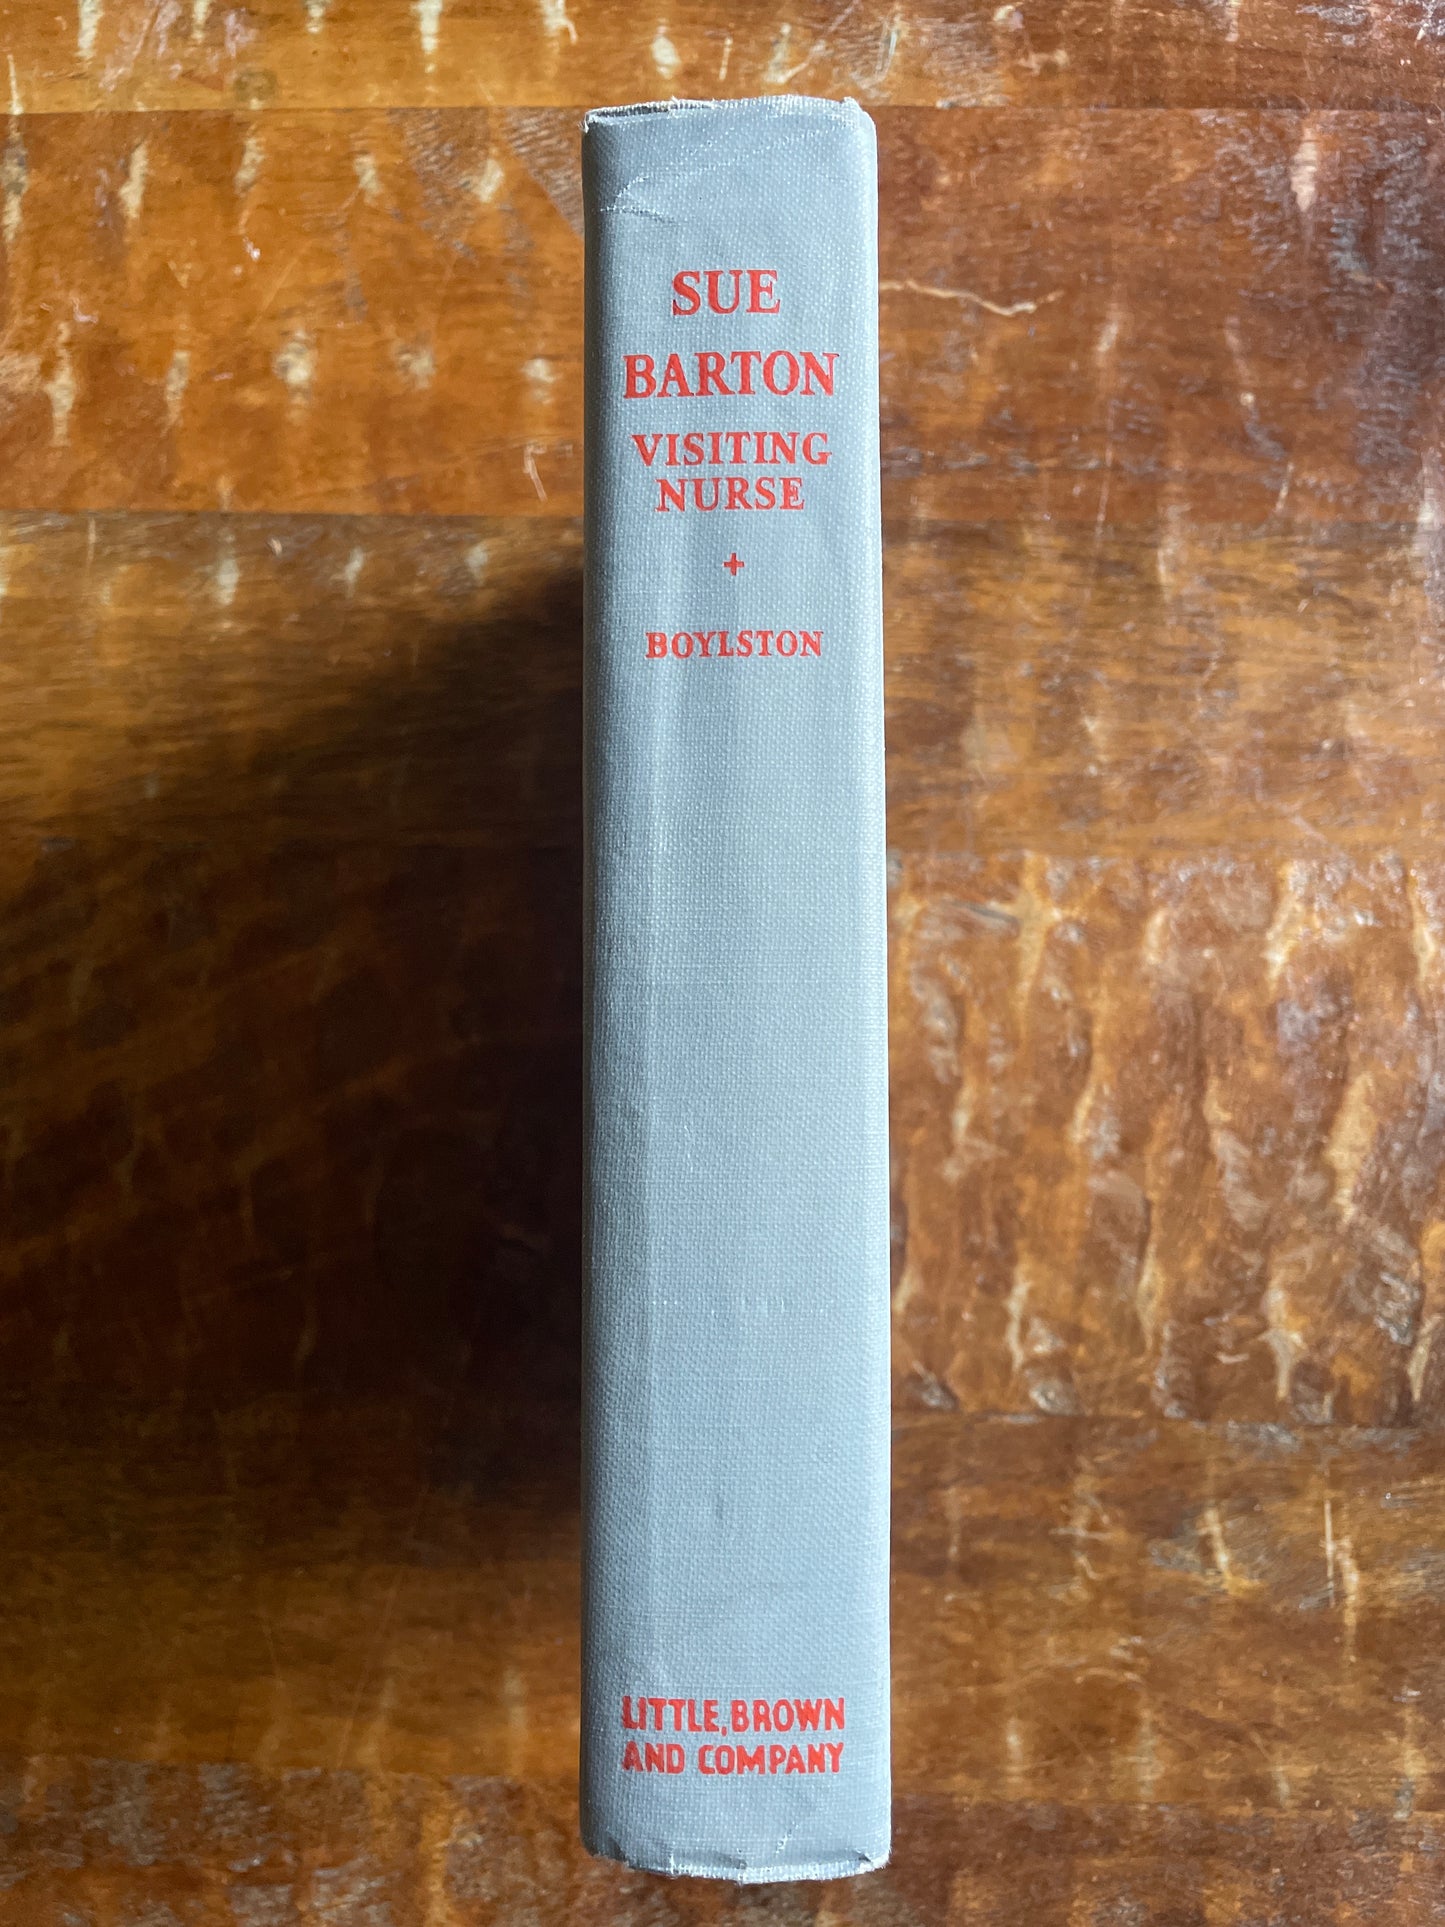 SUE
BARTON
VISITING
NURSE
+
BOYLSTON
LITTLE, BROWN
AND COMPANY